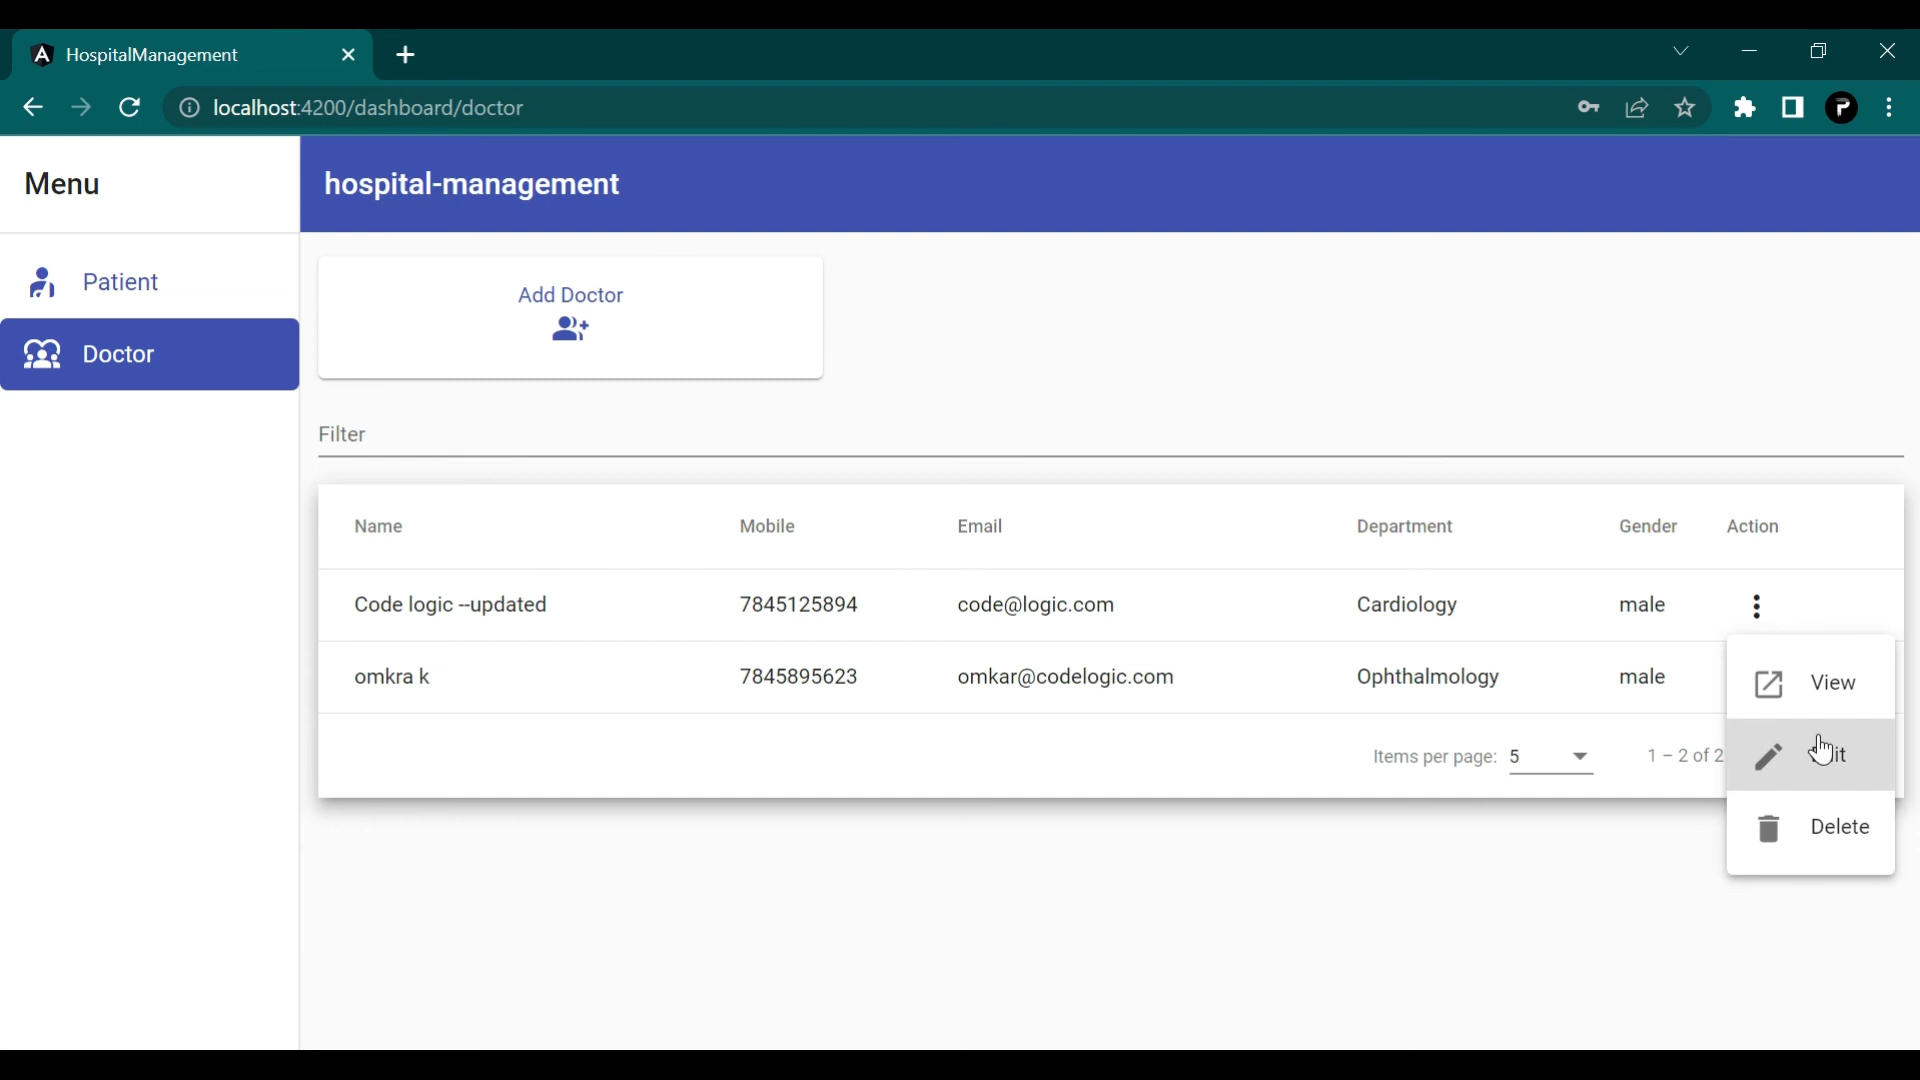 HospitalManagement
localhost:4200/dashboard/doctor
Menu
hospital-management
Patient
Doctor
Add Doctor
Filter
Name Mobile Email Department Gender Action
Code logic --updated 7845125894 code@logic.com Cardiology male
omkra k 7845895623 omkar@codelogic.com Ophthalmology male
View
Items per page: 5 1 – 2 of 2
Delete